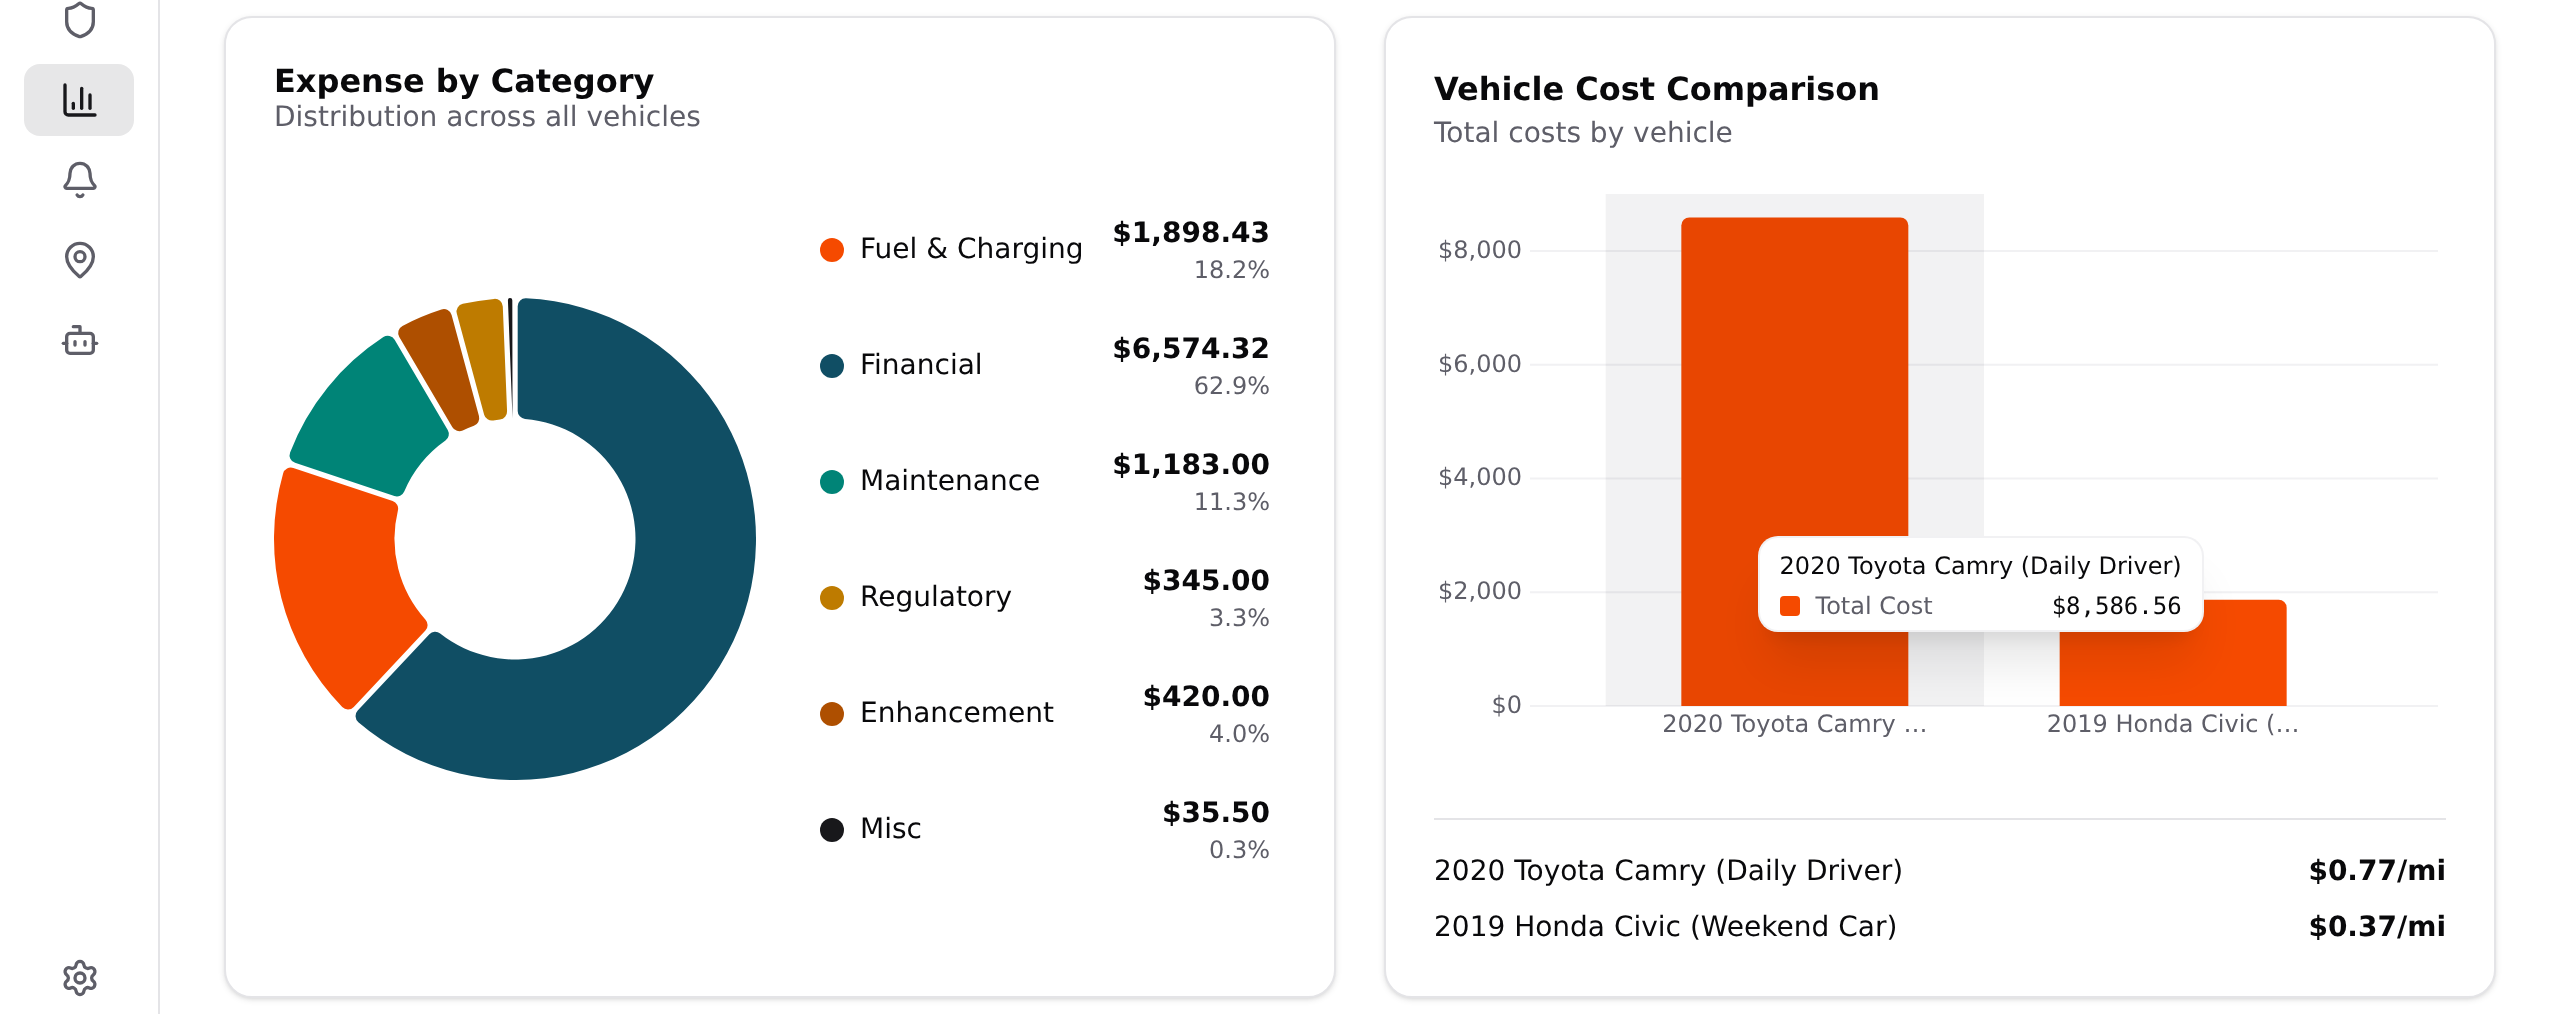 Expense by Category
Distribution across all vehicles
Fuel & Charging
$1,898.43
18.2%
Financial
$6,574.32
62.9%
Maintenance
$1,183.00
11.3%
Regulatory
$345.00
3.3%
Enhancement
$420.00
4.0%
Misc
$35.50
0.3%
Vehicle Cost Comparison
Total costs by vehicle
$8,000
$6,000
$4,000
$2,000
$0
2020 Toyota Camry (Daily Driver)
Total Cost $8,586.56
2020 Toyota Camry ...
2019 Honda Civic (...
2020 Toyota Camry (Daily Driver) $0.77/mi
2019 Honda Civic (Weekend Car) $0.37/mi